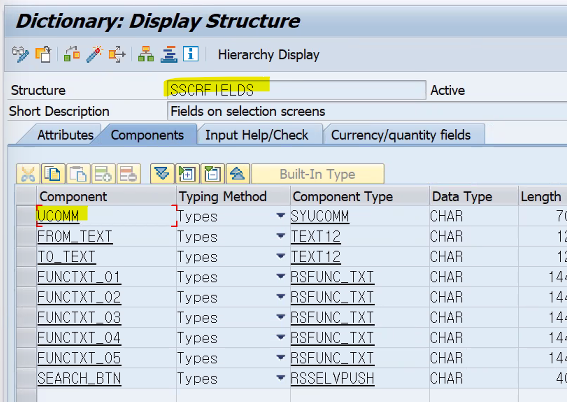 Dictionary: Display Structure
Hierarchy Display
Structure SSCRFIELDS Active
Short Description Fields on selection screens
Attributes Components Input Help/Check Currency/quantity fields
Built-In Type
Component Typing Method Component Type Data Type Length
UCOMM Types SYUCOMM CHAR 70
FROM_TEXT Types TEXT12 CHAR 12
TO_TEXT Types TEXT12 CHAR 12
FUNCTXT_01 Types RSFUNC_TXT CHAR 144
FUNCTXT_02 Types RSFUNC_TXT CHAR 144
FUNCTXT_03 Types RSFUNC_TXT CHAR 144
FUNCTXT_04 Types RSFUNC_TXT CHAR 144
FUNCTXT_05 Types RSFUNC_TXT CHAR 144
SEARCH_BTN Types RSSELVPUSH CHAR 40